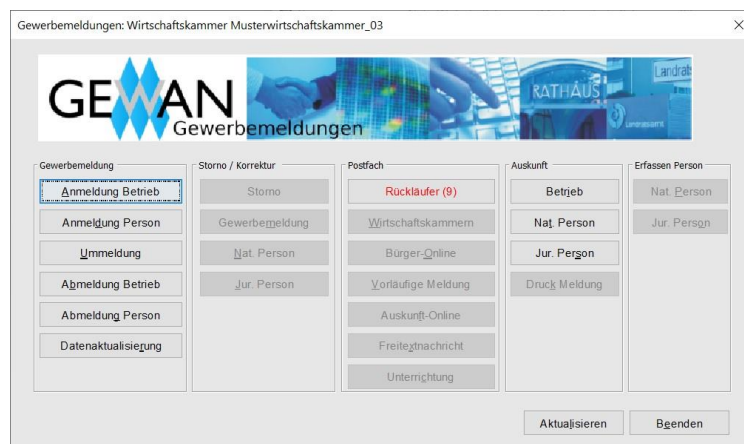 Gewerbemeldungen: Wirtschaftskammer Musterwirtschaftskammer_03
GEWAN
Gewerbemeldungen
RATHAUS
Landrats
Landratsamt
Gewerbemeldung
Anmeldung Betrieb
Anmeldung Person
Ummeldung
Abmeldung Betrieb
Abmeldung Person
Datenaktualisierung
Storno / Korrektur
Storno
Gewerbemeldung
Nat. Person
Jur. Person
Postfach
Rückläufer (9)
Wirtschaftskammern
Bürger-Online
Vorläufige Meldung
Auskunft-Online
Freitextnachricht
Unterrichtung
Auskunft
Betrieb
Nat. Person
Jur. Person
Druck Meldung
Erfassen Person
Nat. Person
Jur. Person
Aktualisieren
Beenden